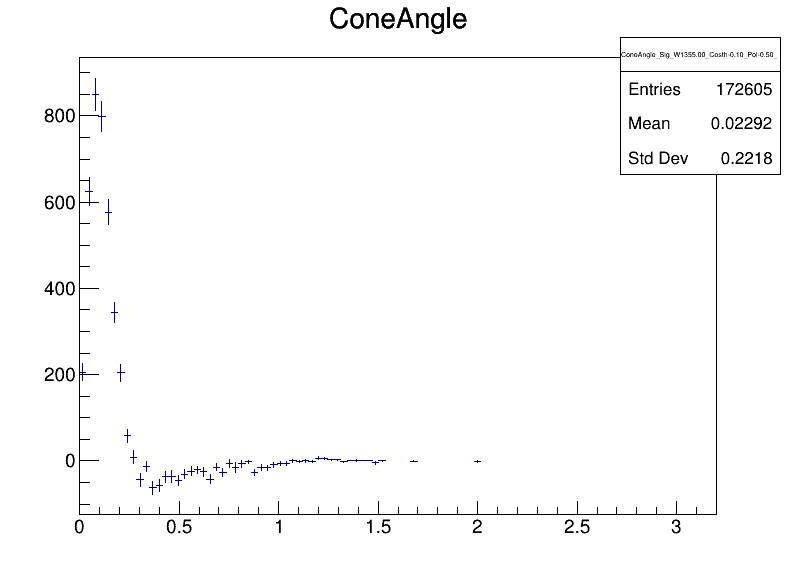 ConeAngle
ConeAngle_Sig_W1355.00_Costh-0.10_Pol-0.50_
Entries 172605
Mean 0.02292
Std Dev 0.2218
800
600
400
200
0
0 0.5 1 1.5 2 2.5 3